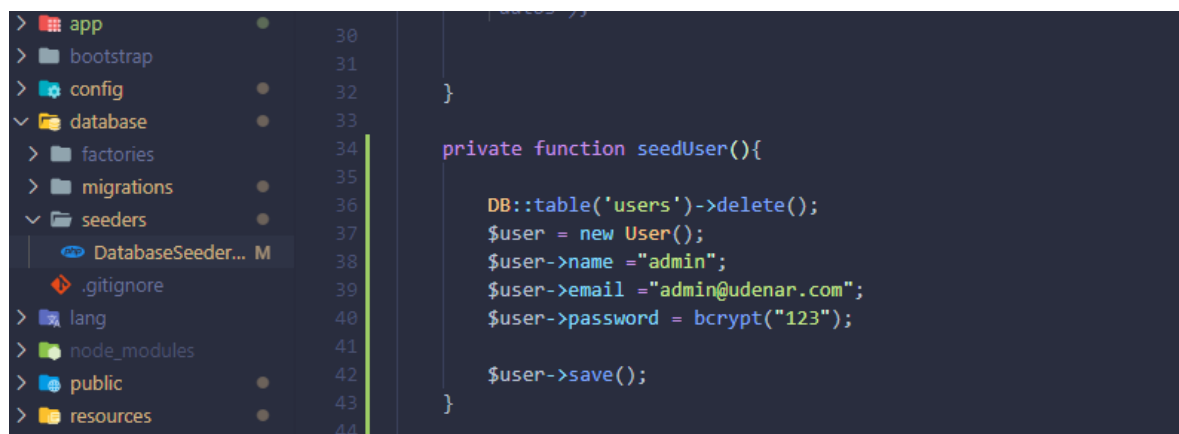 app
bootstrap
config
database
factories
migrations
seeders
DatabaseSeeder... M
.gitignore
lang
node_modules
public
resources
30
31
32 }
33
34 private function seedUser(){
35
36 DB::table('users')->delete();
37 $user = new User();
38 $user->name ="admin";
39 $user->email ="admin@udenar.com";
40 $user->password = bcrypt("123");
41
42 $user->save();
43 }
44